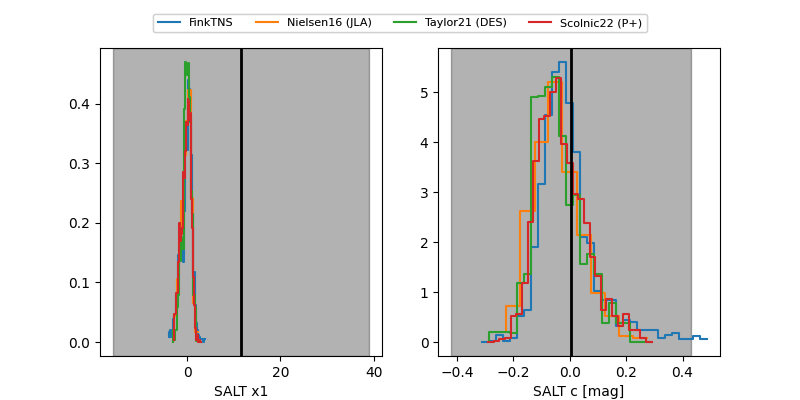 FinkTNS Nielsen16 (JLA) Taylor21 (DES) Scolnic22 (P+)
0.4
0.3
0.2
0.1
0.0
0 20 40
SALT x1
5
4
3
2
1
0
−0.4 −0.2 0.0 0.2 0.4
SALT c [mag]